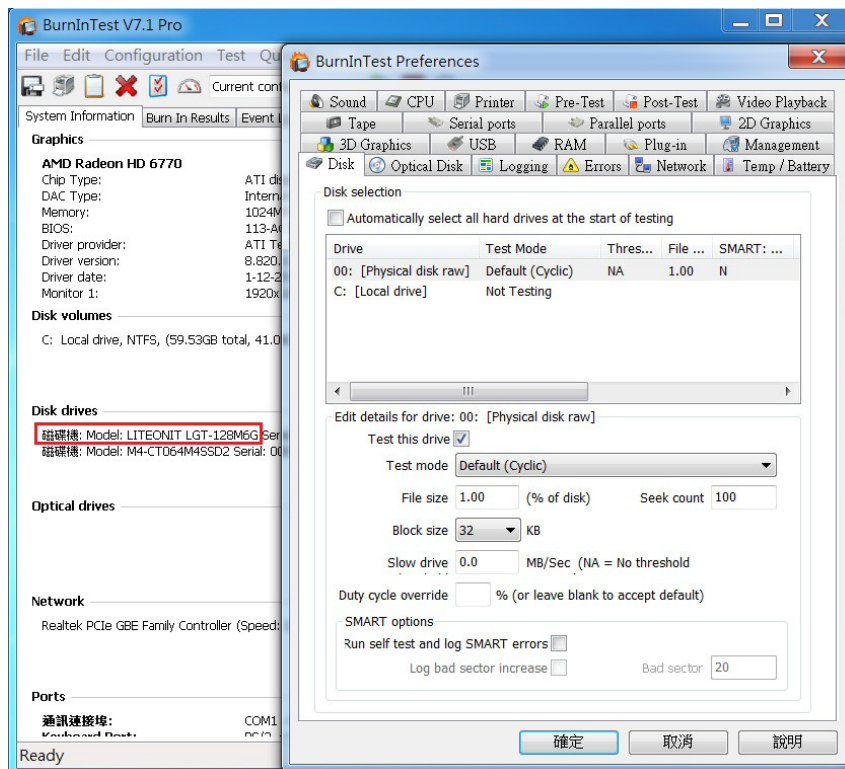 BurnInTest V7.1 Pro
File Edit Configuration Test Qu
Current con
System Information Burn In Results Event L
Graphics
AMD Radeon HD 6770
Chip Type: ATI dis
DAC Type: Intern
Memory: 1024M
BIOS: 113-A
Driver provider: ATI Te
Driver version: 8.820.
Driver date: 1-12-2
Monitor 1: 1920x
Disk volumes
C: Local drive, NTFS, (59.53GB total, 41.0
Disk drives
磁碟機: Model: LITEONIT LGT-128M6G Ser
磁碟機: Model: M4-CT064M4SSD2 Serial: 00
Optical drives
Network
Realtek PCIe GBE Family Controller (Speed:
Ports
通訊連接埠: COM1
Keyboard Port: PS/2
Ready
BurnInTest Preferences
Sound CPU Printer Pre-Test Post-Test Video Playback
Tape Serial ports Parallel ports 2D Graphics
3D Graphics USB RAM Plug-in Management
Disk Optical Disk Logging Errors Network Temp / Battery
Disk selection
Automatically select all hard drives at the start of testing
Drive Test Mode Thres... File ... SMART: ...
00: [Physical disk raw] Default (Cyclic) NA 1.00 N
C: [Local drive] Not Testing
Edit details for drive: 00: [Physical disk raw]
Test this drive
Test mode Default (Cyclic)
File size 1.00 (% of disk) Seek count 100
Block size 32 KB
Slow drive 0.0 MB/Sec (NA = No threshold
Duty cycle override % (or leave blank to accept default)
SMART options
Run self test and log SMART errors
Log bad sector increase Bad sector 20
確定 取消 說明